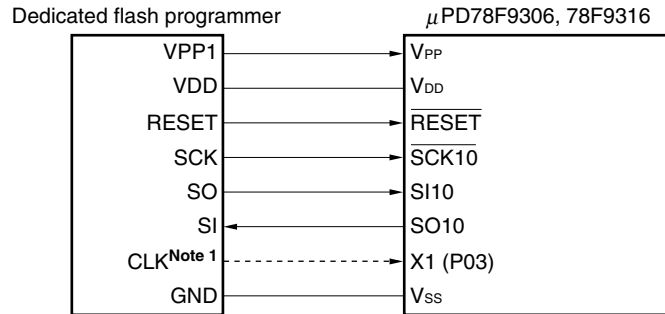 Dedicated flash programmer μPD78F9306, 78F9316
VPP1 VPP
VDD VDD
RESET RESET
SCK SCK10
SO SI10
SI SO10
CLKNote 1 X1 (P03)
GND VSS